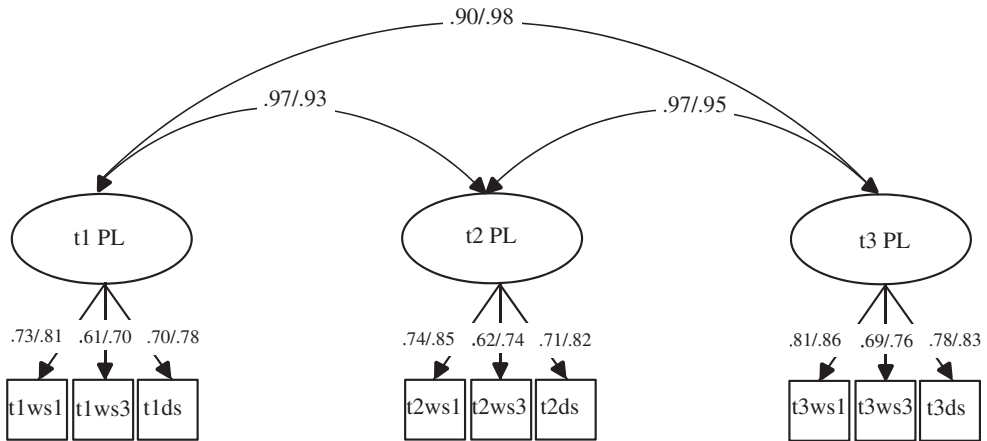 .90/.98
.97/.93
.97/.95
t1 PL
t2 PL
t3 PL
.73/.81 .61/.70 .70/.78
.74/.85 .62/.74 .71/.82
.81/.86 .69/.76 .78/.83
t1ws1 t1ws3 t1ds
t2ws1 t2ws3 t2ds
t3ws1 t3ws3 t3ds